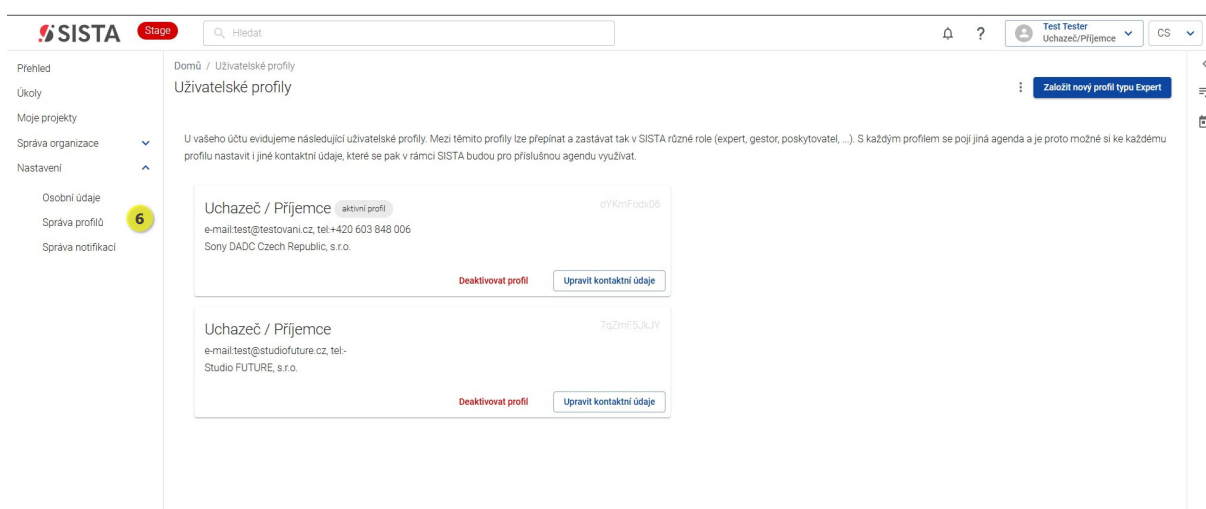 SISTA
Stage
Hledat
?
Test Tester
Uchazeč/Příjemce
CS
Přehled
Úkoly
Moje projekty
Správa organizace
Nastavení
Osobní údaje
Správa profilů
6
Správa notifikací
Domů / Uživatelské profily
Uživatelské profily
Založit nový profil typu Expert
U vašeho účtu evidujeme následující uživatelské profily. Mezi těmito profily lze přepínat a zastávat tak v SISTA různé role (expert, gestor, poskytovatel, ...). S každým profilem se pojí jiná agenda a je proto možné si ke každému
profilu nastavit i jiné kontaktní údaje, které se pak v rámci SISTA budou pro příslušnou agendu využívat.
Uchazeč / Příjemce aktivní profil oYKmFodx06
e-mail:test@testovani.cz, tel:+420 603 848 006
Sony DADC Czech Republic, s.r.o.
Deaktivovat profil Upravit kontaktní údaje
Uchazeč / Příjemce 7qZmF5JkJY
e-mail:test@studiofuture.cz, tel:-
Studio FUTURE, s.r.o.
Deaktivovat profil Upravit kontaktní údaje